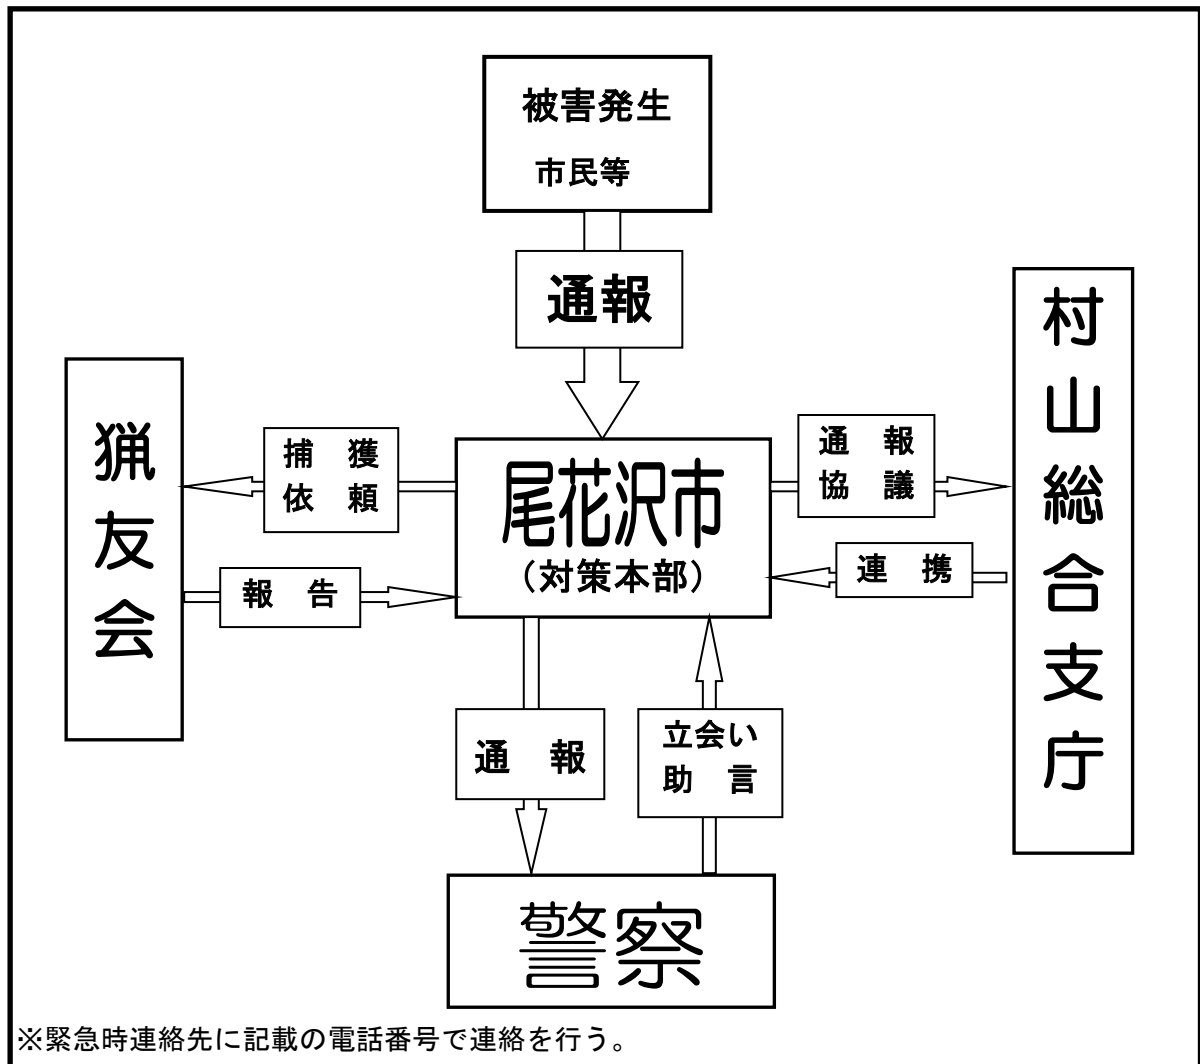 被害発生
市民等
通報
猟友会
捕　獲
依　頼
報　告
尾花沢市
（対策本部）
通　報
協　議
連　携
村山総合支庁
通　報
立会い
助　言
警察
※緊急時連絡先に記載の電話番号で連絡を行う。